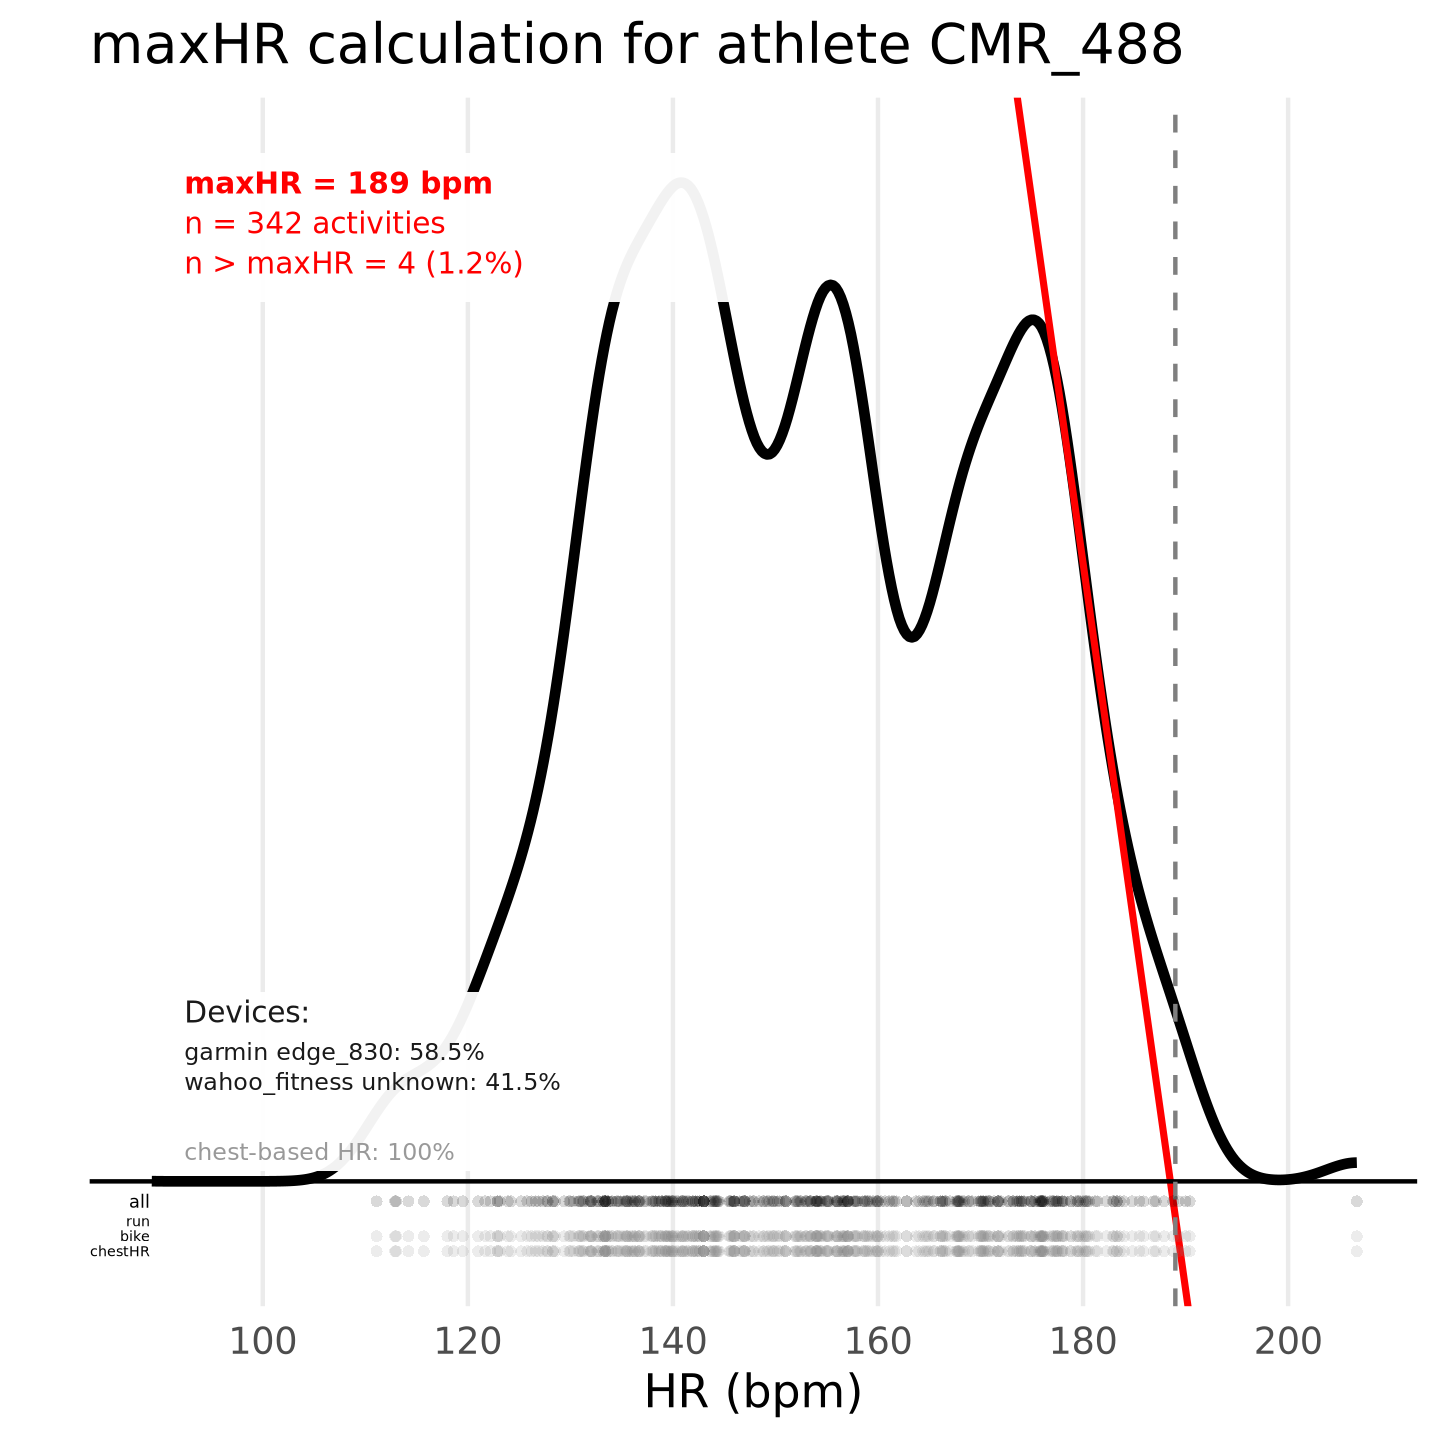 maxHR calculation for athlete CMR_488
maxHR = 189 bpm
n = 342 activities
n > maxHR = 4 (1.2%)
Devices:
garmin edge_830: 58.5%
wahoo_fitness unknown: 41.5%
chest-based HR: 100%
all
run
bike
chestHR
100 120 140 160 180 200
HR (bpm)